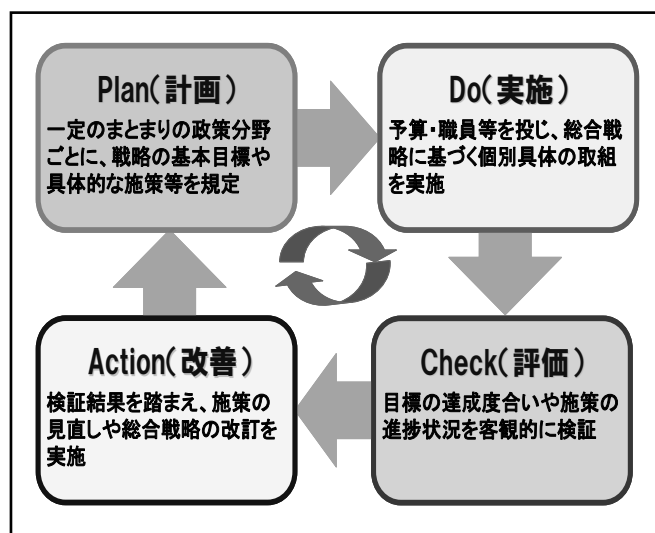 Plan(計画)
一定のまとまりの政策分野
ごとに、戦略の基本目標や
具体的な施策等を規定
Do(実施)
予算・職員等を投じ、総合戦
略に基づく個別具体の取組
を実施
Check(評価)
目標の達成度合いや施策の
進捗状況を客観的に検証
Action(改善)
検証結果を踏まえ、施策の
見直しや総合戦略の改訂を
実施